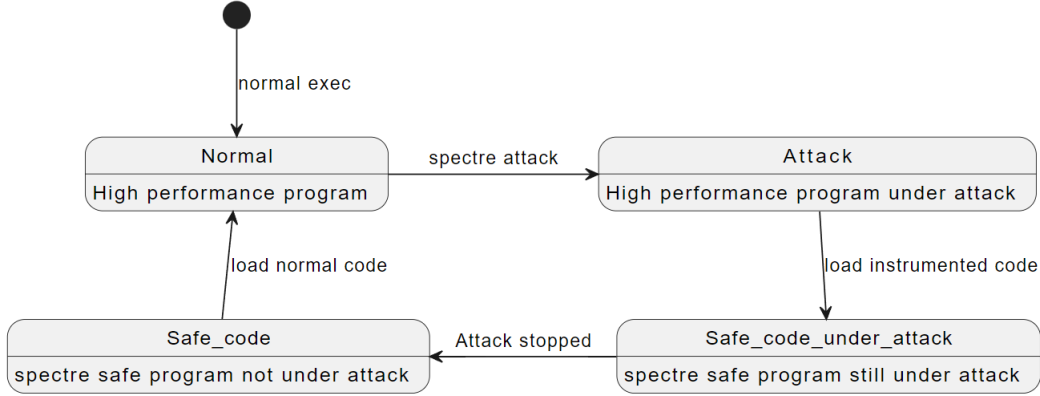 normal exec
Normal
High performance program
spectre attack
Attack
High performance program under attack
load normal code
load instrumented code
Safe_code
spectre safe program not under attack
Attack stopped
Safe_code_under_attack
spectre safe program still under attack